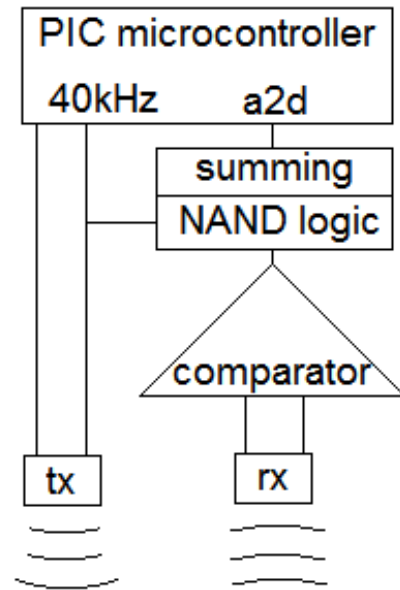 PIC microcontroller
40kHz a2d
summing
NAND logic
comparator
tx rx